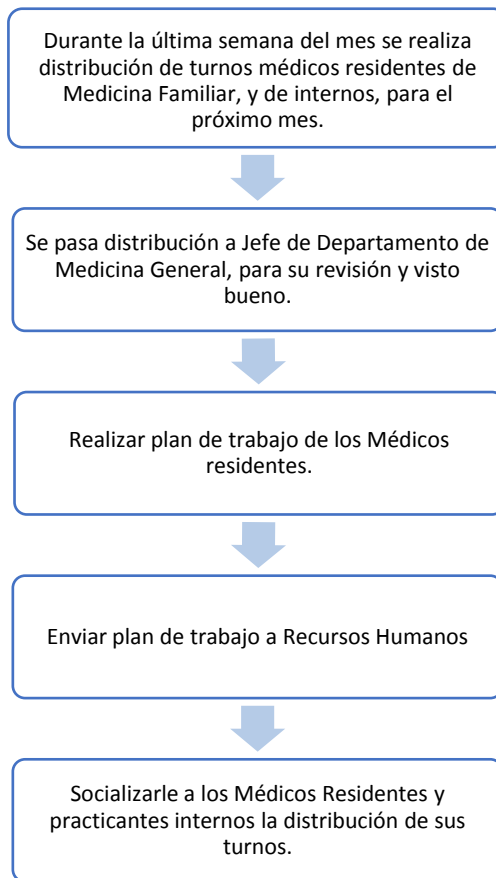 Durante la última semana del mes se realiza
distribución de turnos médicos residentes de
Medicina Familiar, y de internos, para el
próximo mes.
Se pasa distribución a Jefe de Departamento de
Medicina General, para su revisión y visto
bueno.
Realizar plan de trabajo de los Médicos
residentes.
Enviar plan de trabajo a Recursos Humanos
Socializarle a los Médicos Residentes y
practicantes internos la distribución de sus
turnos.